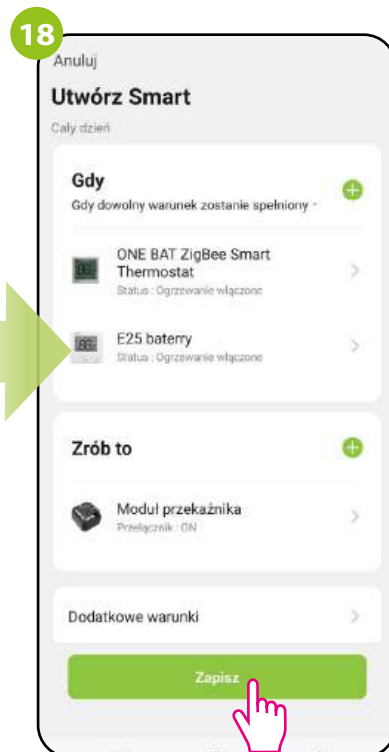 18
Anuluj
Utwórz Smart
Cały dzień
Gdy
Gdy dowolny warunek zostanie spełniony
ONE BAT ZigBee Smart
Thermostat
Status : Ogrzewanie włączone
E25 baterry
Status : Ogrzewanie włączone
Zrób to
Moduł przekaźnika
Przełącznik : ON
Dodatkowe warunki
Zapisz